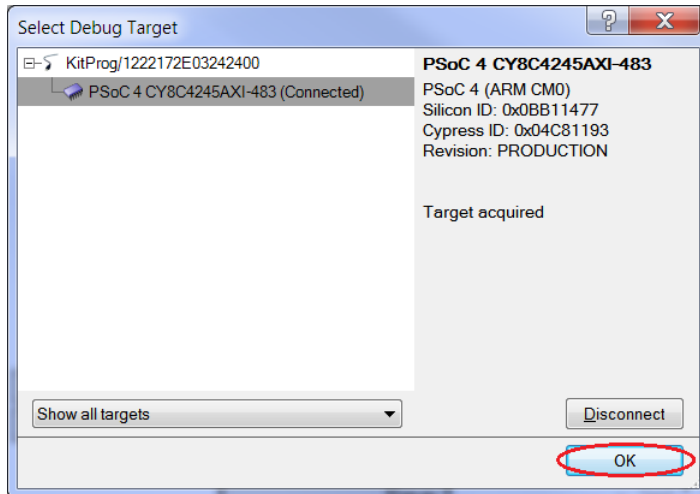 Select Debug Target
KitProg/1222172E03242400
PSoC 4 CY8C4245AXI-483 (Connected)
PSoC 4 CY8C4245AXI-483
PSoC 4 (ARM CM0)
Silicon ID: 0x0BB11477
Cypress ID: 0x04C81193
Revision: PRODUCTION
Target acquired
Show all targets
Disconnect
OK